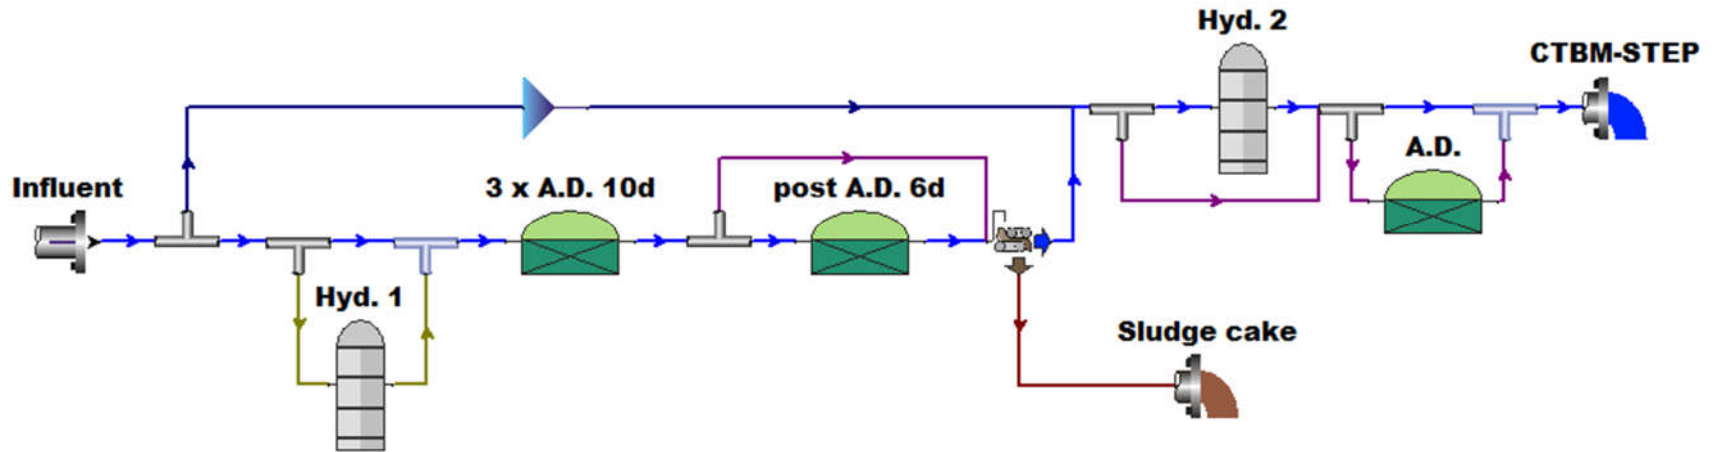 Hyd. 2
CTBM-STEP
A.D.
Influent
3 x A.D. 10d
post A.D. 6d
Hyd. 1
Sludge cake